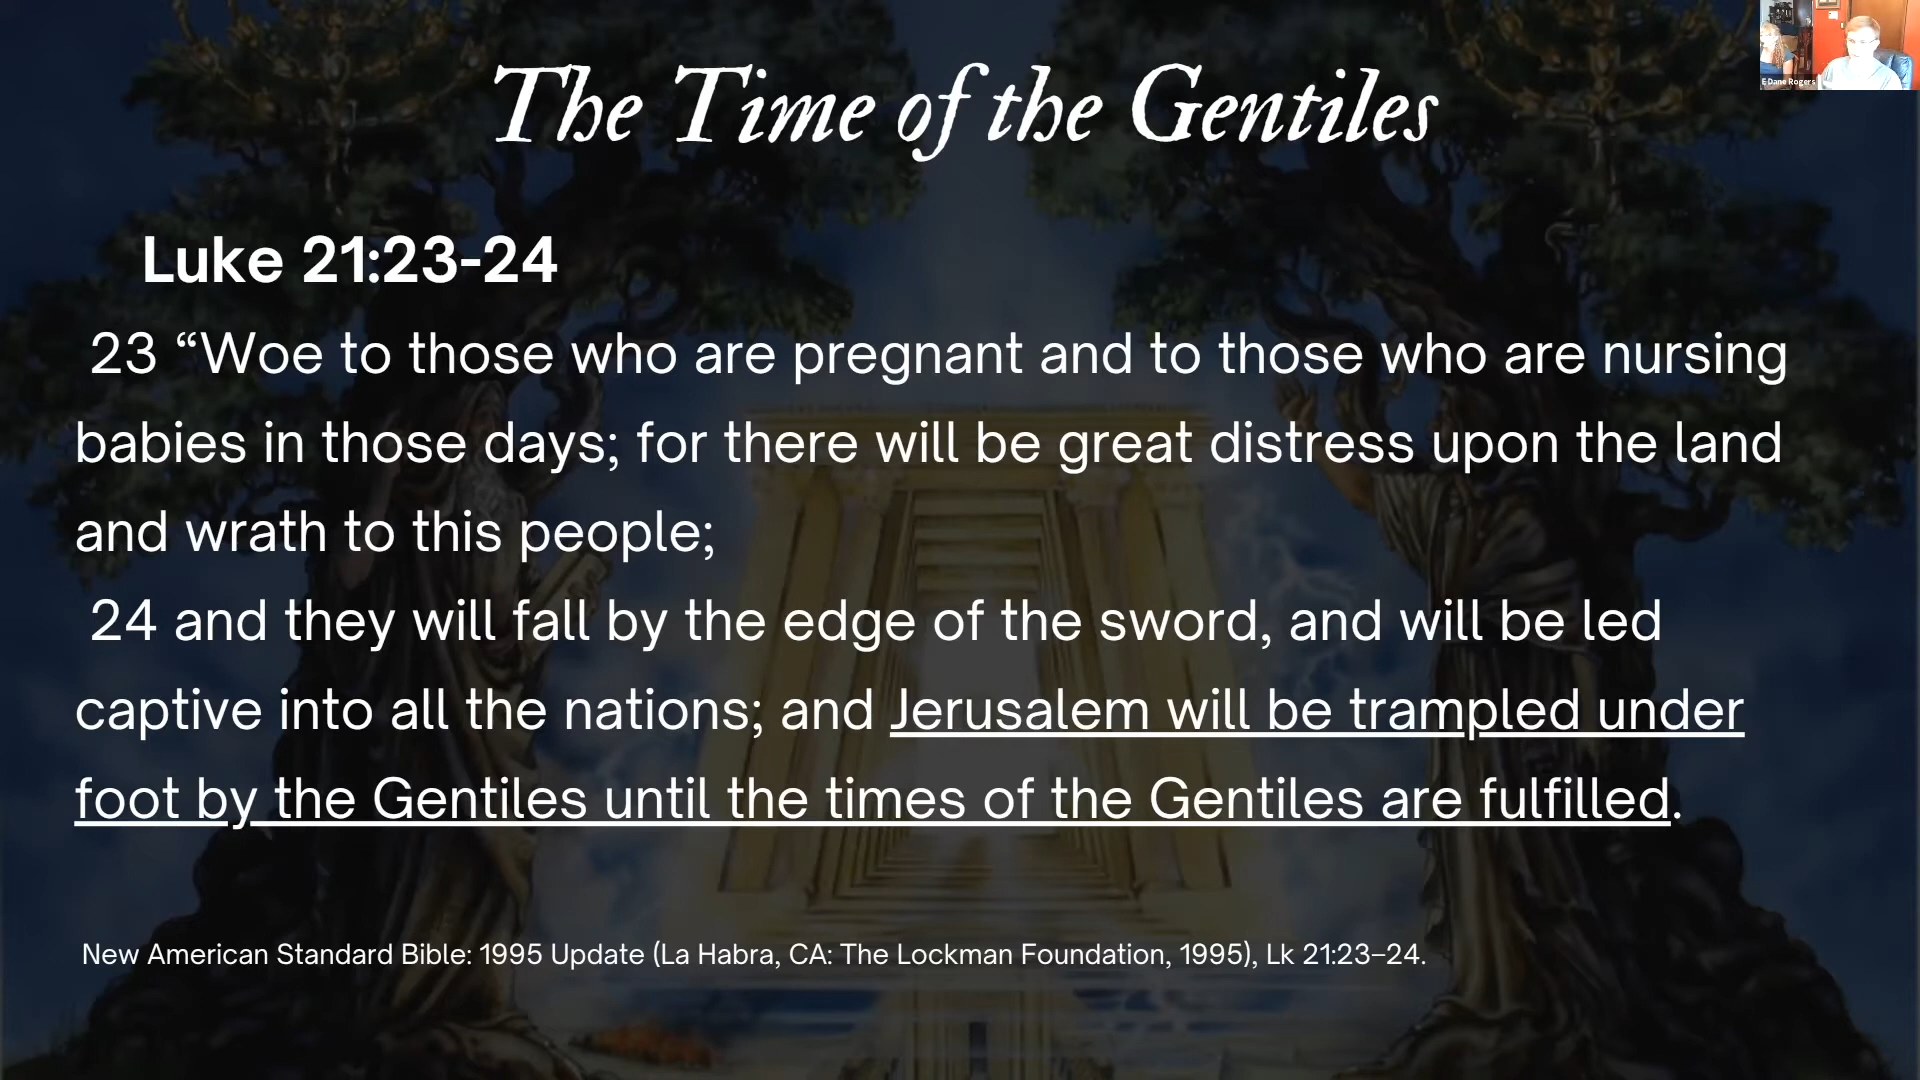 The Time of the Gentiles
E Dane Rogers
Luke 21:23-24
23 “Woe to those who are pregnant and to those who are nursing
babies in those days; for there will be great distress upon the land
and wrath to this people;
24 and they will fall by the edge of the sword, and will be led
captive into all the nations; and Jerusalem will be trampled under
foot by the Gentiles until the times of the Gentiles are fulfilled.
New American Standard Bible: 1995 Update (La Habra, CA: The Lockman Foundation, 1995), Lk 21:23–24.